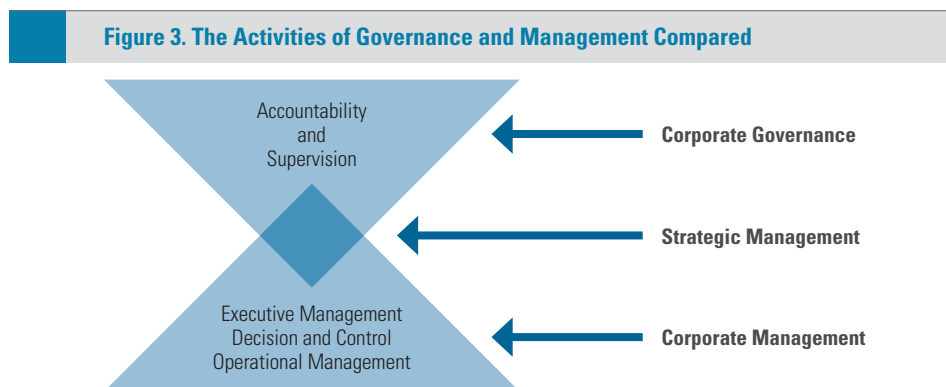 Figure 3. The Activities of Governance and Management Compared
Accountability
and
Supervision
Corporate Governance
Strategic Management
Executive Management
Decision and Control
Operational Management
Corporate Management